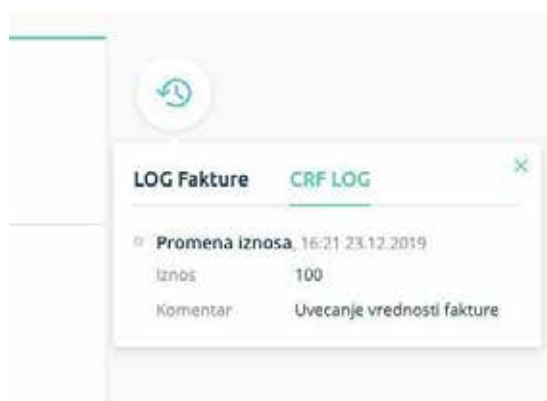 LOG Fakture CRF LOG
Promena iznosa, 16:21 23.12.2019
Iznos 100
Komentar Uvecanje vrednosti fakture